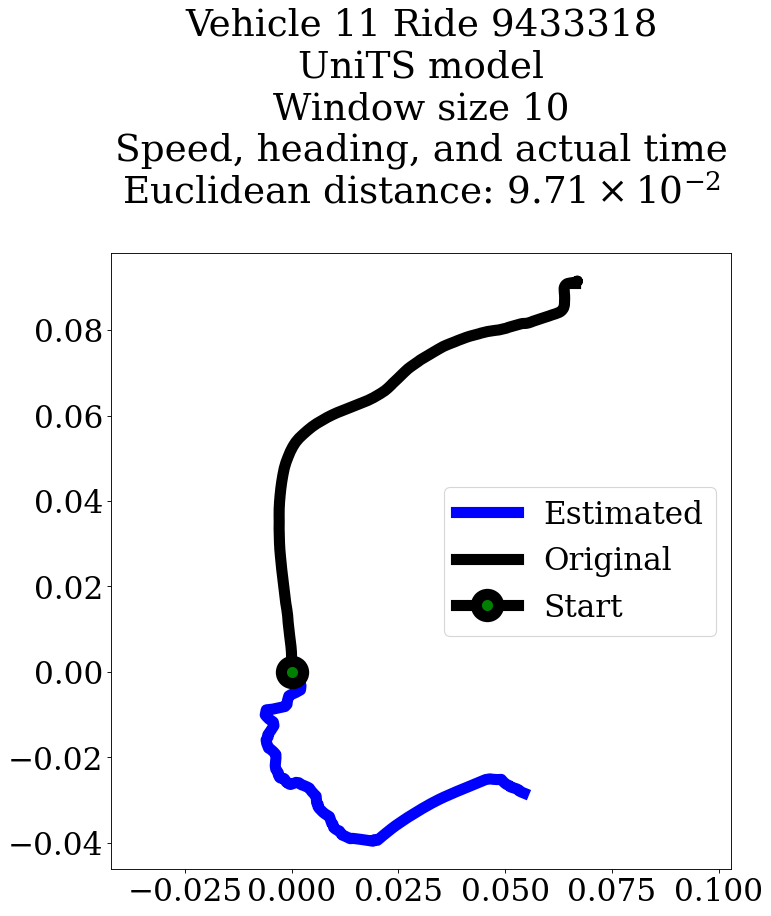 Vehicle 11 Ride 9433318
UniTS model
Window size 10
Speed, heading, and actual time
Euclidean distance: 9.71 × 10⁻²
0.08
0.06
0.04
0.02
0.00
−0.02
−0.04
Estimated
Original
Start
−0.025 0.000 0.025 0.050 0.075 0.100